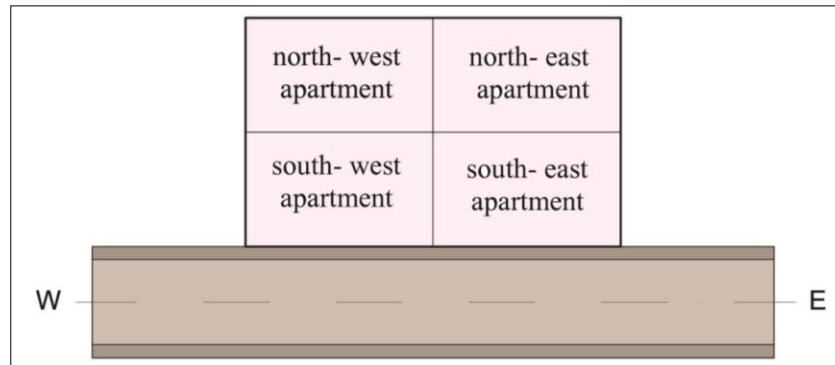 north- west
apartment
north- east
apartment
south- west
apartment
south- east
apartment
W
E